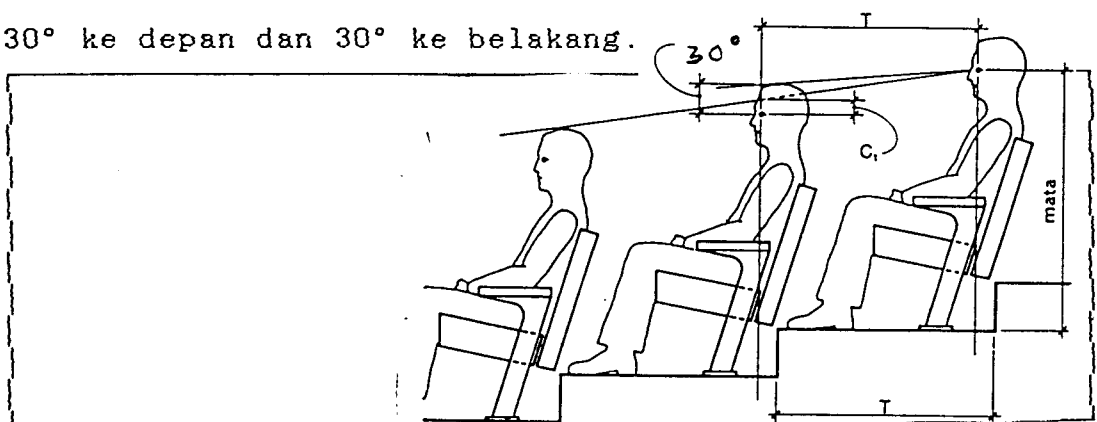 30° ke depan dan 30° ke belakang.
T
30°
C₁
mata
T